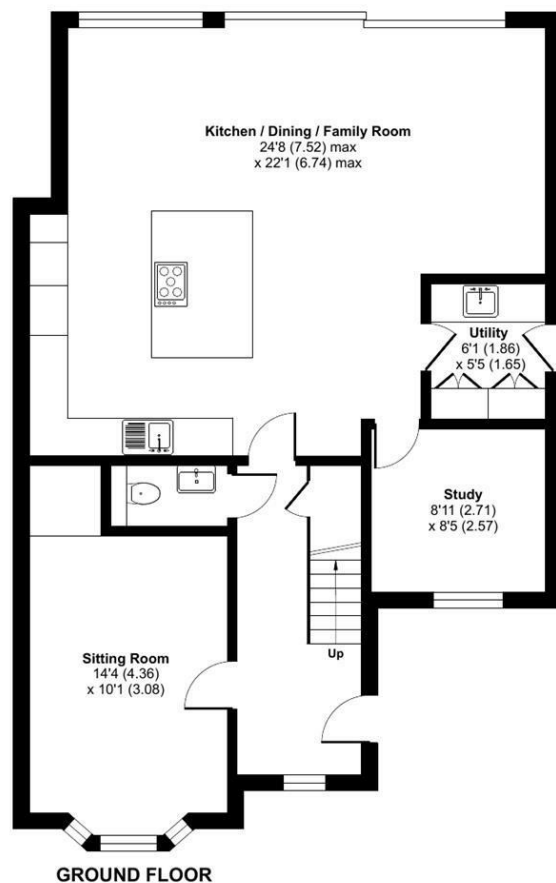 Kitchen / Dining / Family Room
24'8 (7.52) max
x 22'1 (6.74) max
Utility
6'1 (1.86)
x 5'5 (1.65)
Study
8'11 (2.71)
x 8'5 (2.57)
Up
Sitting Room
14'4 (4.36)
x 10'1 (3.08)
GROUND FLOOR